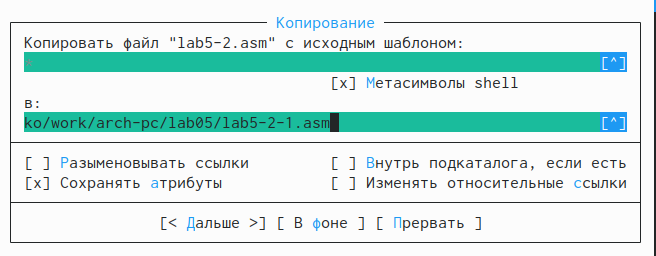 Копирование
Копировать файл "lab5-2.asm" с исходным шаблоном:
* [^]
[x] Метасимволы shell
в:
ko/work/arch-pc/lab05/lab5-2-1.asm [^]
[ ] Разыменовывать ссылки [ ] Внутрь подкаталога, если есть
[x] Сохранять атрибуты [ ] Изменять относительные ссылки
[< Дальше >] [ В фоне ] [ Прервать ]